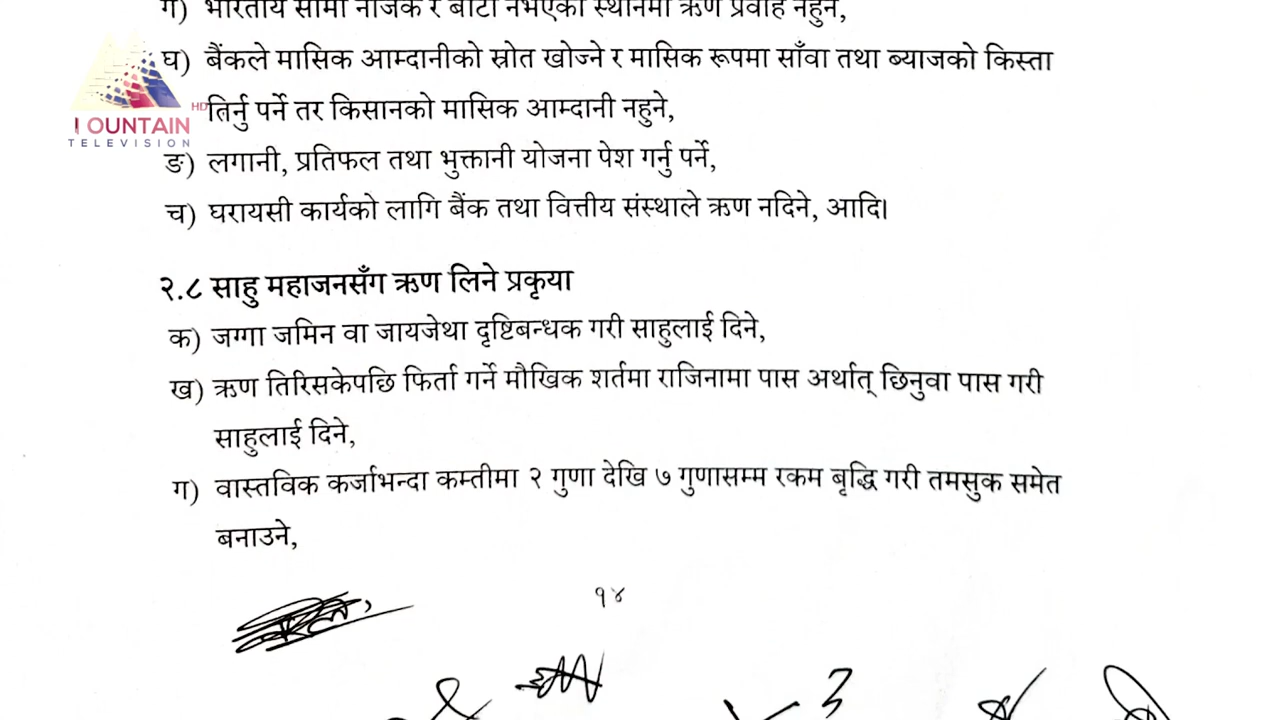 ग) भारतीय सीमा नजिक र बाटो नभएको स्थानमा ऋण प्रवाह नहुने,
घ) बैंकले मासिक आम्दानीको स्रोत खोज्ने र मासिक रूपमा साँवा तथा ब्याजको किस्ता
तिर्नु पर्ने तर किसानको मासिक आम्दानी नहुने,
HD
OUNTAIN
TELEVISION
ङ) लगानी, प्रतिफल तथा भुक्तानी योजना पेश गर्नु पर्ने,
च) घरायसी कार्यको लागि बैंक तथा वित्तीय संस्थाले ऋण नदिने, आदि।
२.८ साहु महाजनसँग ऋण लिने प्रकृया
क) जग्गा जमिन वा जायजेथा दृष्टिबन्धक गरी साहुलाई दिने,
ख) ऋण तिरिसकेपछि फिर्ता गर्ने मौखिक शर्तमा राजिनामा पास अर्थात् छिनुवा पास गरी
साहुलाई दिने,
ग) वास्तविक कर्जाभन्दा कम्तीमा २ गुणा देखि ७ गुणासम्म रकम बृद्धि गरी तमसुक समेत
बनाउने,
१४